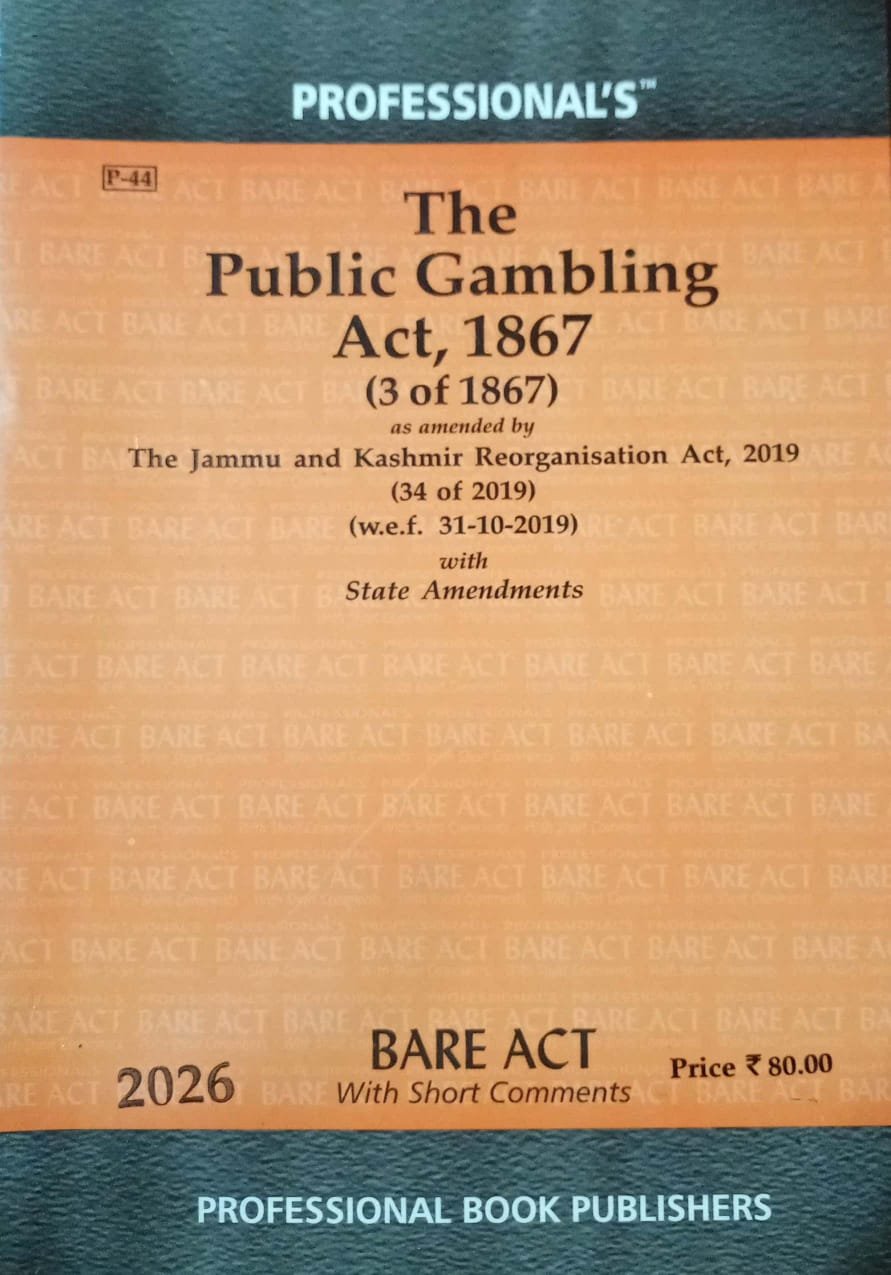 PROFESSIONAL'S™
P-44
The
Public Gambling
Act, 1867
(3 of 1867)
as amended by
The Jammu and Kashmir Reorganisation Act, 2019
(34 of 2019)
(w.e.f. 31-10-2019)
with
State Amendments
BARE ACT
With Short Comments
2026
Price ₹ 80.00
PROFESSIONAL BOOK PUBLISHERS